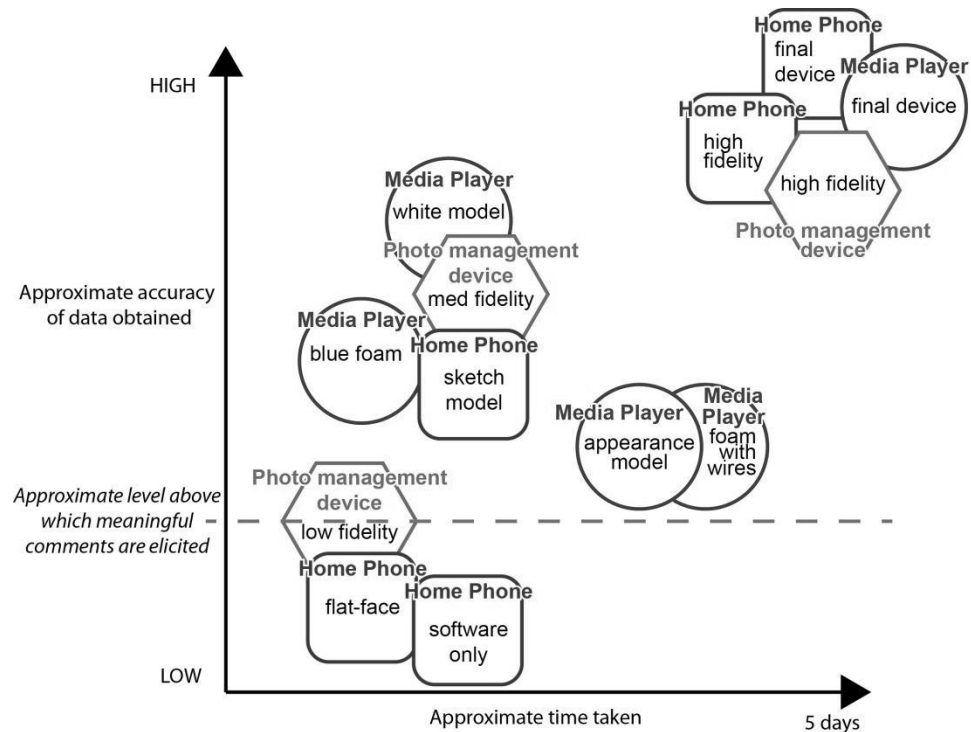 HIGH
Approximate accuracy
of data obtained
Approximate level above
which meaningful
comments are elicited
LOW
Approximate time taken
5 days
Home Phone
final
device
Media Player
final device
Home Phone
high
fidelity
high fidelity
Photo management
device
Media Player
white model
Photo management
device
med fidelity
Media Player
blue foam
Home Phone
sketch
model
Media Player
appearance
model
Media
Player
foam
with
wires
Photo management
device
low fidelity
Home Phone
flat-face
Home Phone
software
only